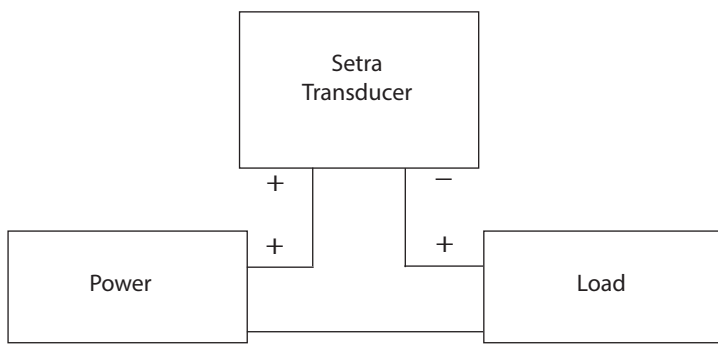 Setra
Transducer
+
−
+
+
Power
Load